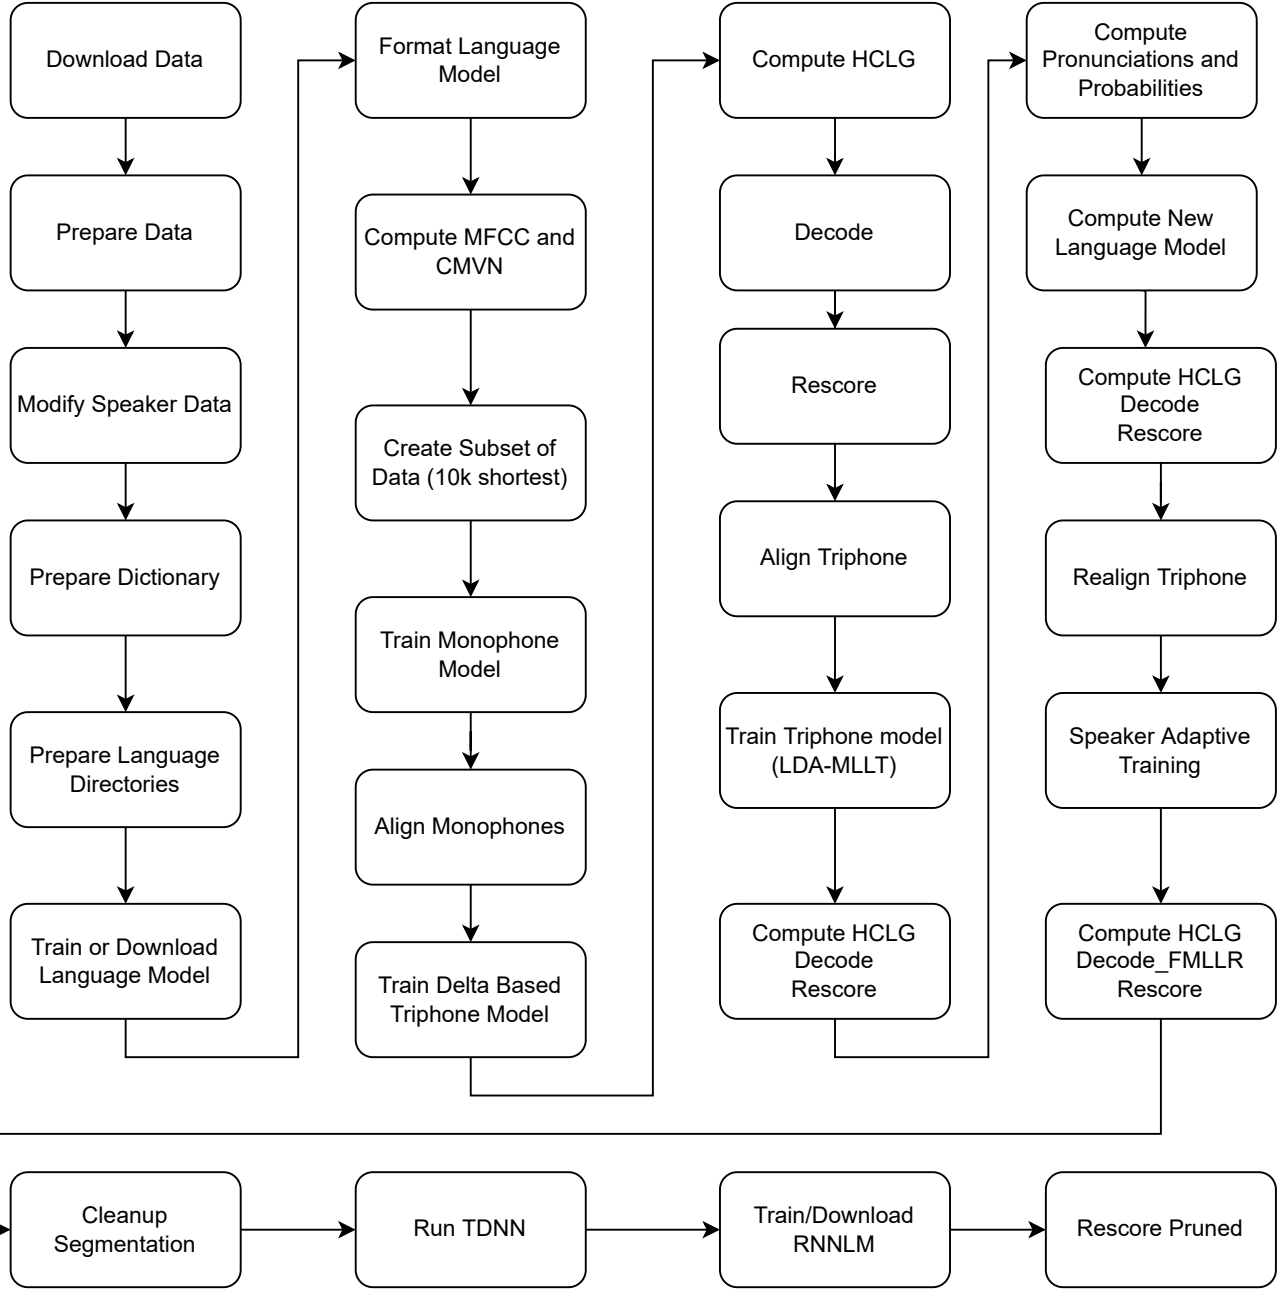 Download Data
Prepare Data
Modify Speaker Data
Prepare Dictionary
Prepare Language
Directories
Train or Download
Language Model
Format Language
Model
Compute MFCC and
CMVN
Create Subset of
Data (10k shortest)
Train Monophone
Model
Align Monophones
Train Delta Based
Triphone Model
Compute HCLG
Decode
Rescore
Align Triphone
Train Triphone model
(LDA-MLLT)
Compute HCLG
Decode
Rescore
Compute
Pronunciations and
Probabilities
Compute New
Language Model
Compute HCLG
Decode
Rescore
Realign Triphone
Speaker Adaptive
Training
Compute HCLG
Decode_FMLLR
Rescore
Cleanup
Segmentation
Run TDNN
Train/Download
RNNLM
Rescore Pruned